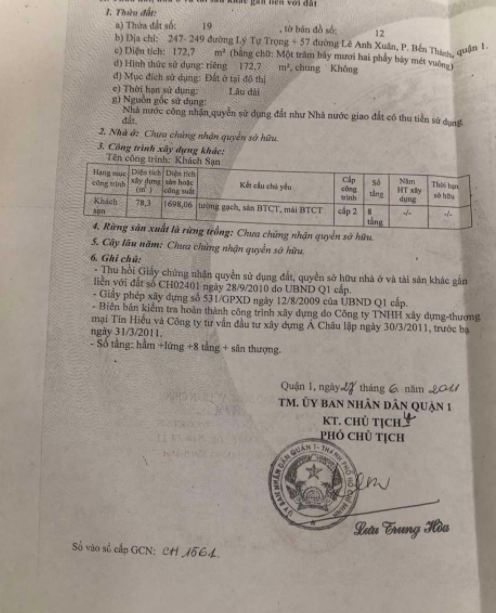 1. Thửa đất:
a) Thửa đất số: 19 , tờ bản đồ số: 12
b) Địa chỉ: 247- 249 đường Lý Tự Trọng + 57 đường Lê Anh Xuân, P. Bến Thành, quận 1.
c) Diện tích: 172,7 m² (bằng chữ: Một trăm bảy mươi hai phẩy bảy mét vuông)
d) Hình thức sử dụng: riêng 172,7 m², chung Không
đ) Mục đích sử dụng: Đất ở tại đô thị
e) Thời hạn sử dụng: Lâu dài
g) Nguồn gốc sử dụng:
Nhà nước công nhận quyền sử dụng đất như Nhà nước giao đất có thu tiền sử dụng
đất.
2. Nhà ở: Chưa chứng nhận quyền sở hữu.
3. Công trình xây dựng khác:
Tên công trình: Khách Sạn
Hạng mục công trình | Diện tích xây dựng (m²) | Diện tích sàn hoặc công suất | Kết cấu chủ yếu | Cấp công trình | Số tầng | Năm HT xây dựng | Thời hạn sở hữu
Khách sạn | 78,3 | 1698,06 | tường gạch, sàn BTCT, mái BTCT | cấp 2 | 8 tầng | -/- | -/-
4. Rừng sản xuất là rừng trồng: Chưa chứng nhận quyền sở hữu.
5. Cây lâu năm: Chưa chứng nhận quyền sở hữu.
6. Ghi chú:
- Thu hồi Giấy chứng nhận quyền sử dụng đất, quyền sở hữu nhà ở và tài sản khác gắn
liền với đất số CH02401 ngày 28/9/2010 do UBND Q1 cấp.
- Giấy phép xây dựng số 531/GPXD ngày 12/8/2009 của UBND Q1 cấp.
- Biên bản kiểm tra hoàn thành công trình xây dựng do Công ty TNHH xây dựng-thương
mại Tín Hiếu và Công ty tư vấn đầu tư xây dựng Á Châu lập ngày 30/3/2011, trước bạ
ngày 31/3/2011.
- Số tầng: hầm +lửng +8 tầng + sân thượng.
Quận 1, ngày 27 tháng 6 năm 2011
TM. ỦY BAN NHÂN DÂN QUẬN 1
KT. CHỦ TỊCH
PHÓ CHỦ TỊCH
Lưu Trung Hòa
Số vào sổ cấp GCN: CH 1561.